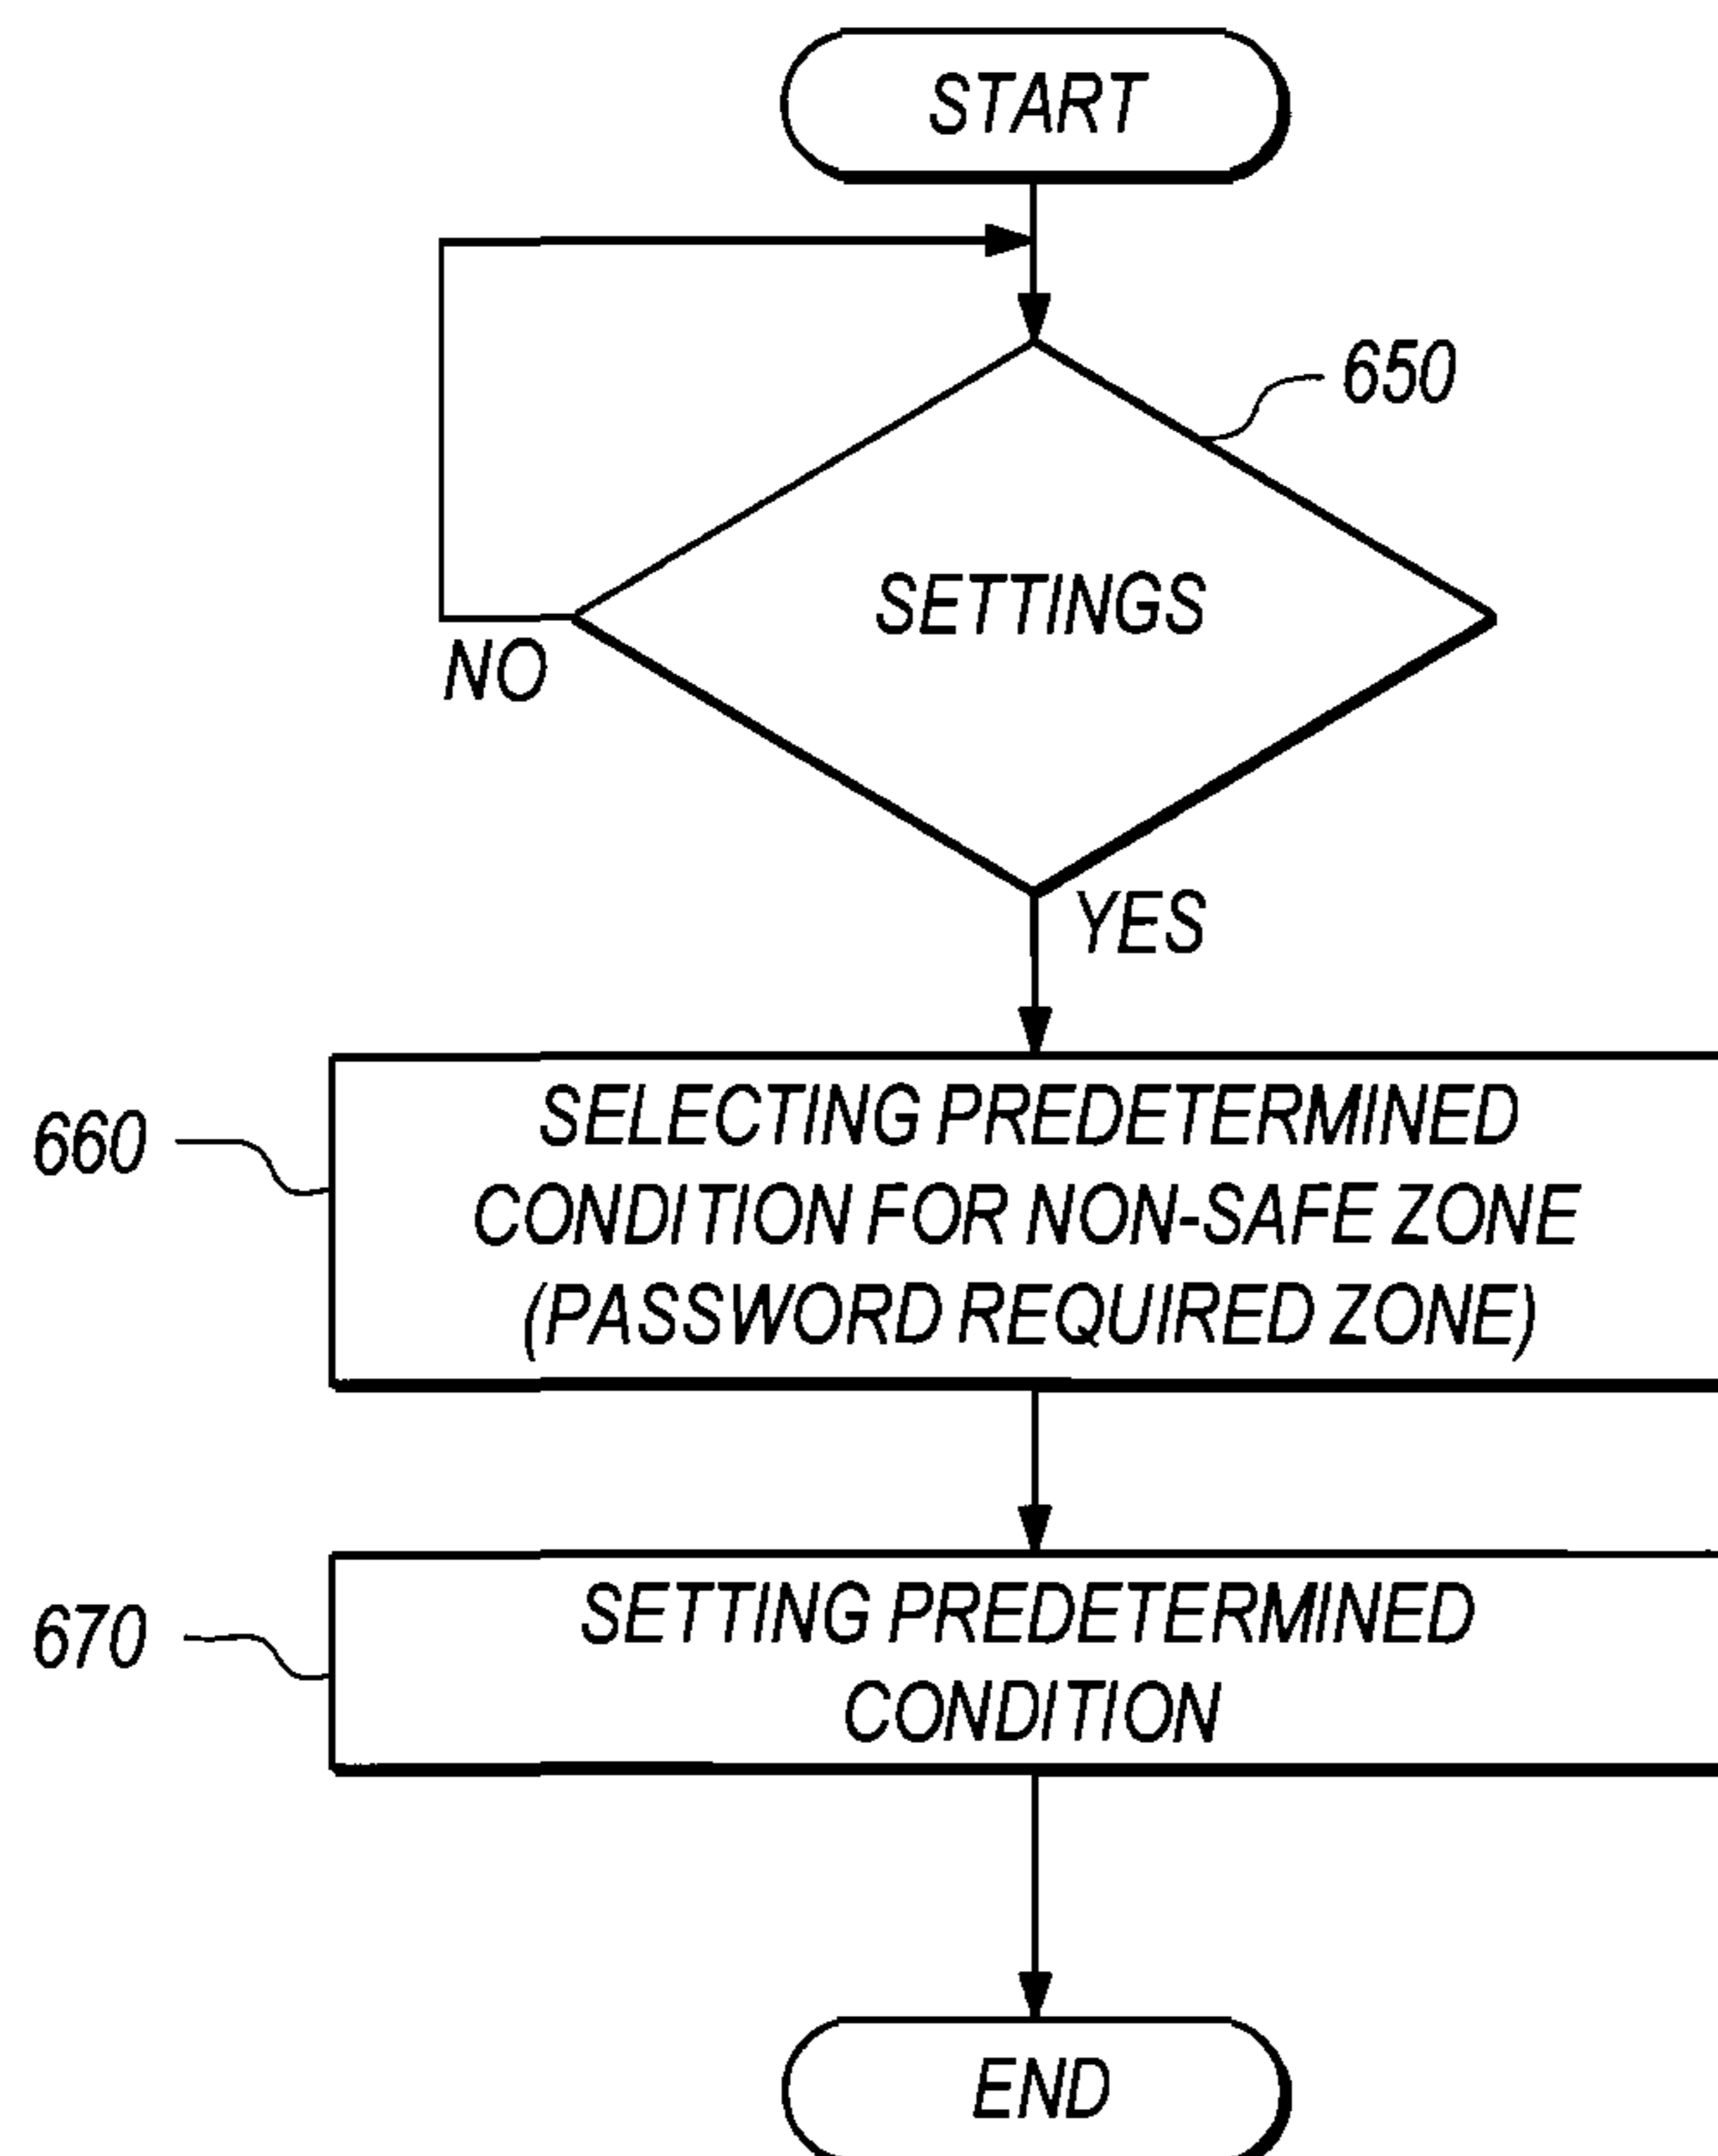 START
650
SETTINGS
NO
YES
660
SELECTING PREDETERMINED
CONDITION FOR NON-SAFE ZONE
(PASSWORD REQUIRED ZONE)
670
SETTING PREDETERMINED
CONDITION
END